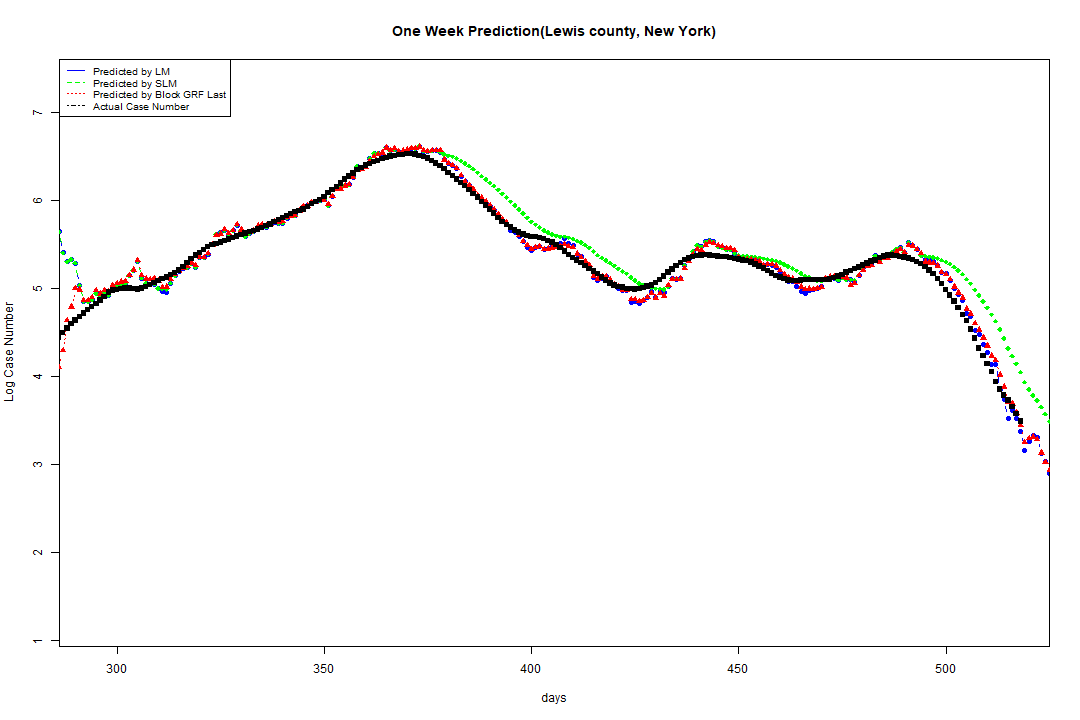 One Week Prediction(Lewis county, New York)
Predicted by LM
Predicted by SLM
Predicted by Block GRF Last
Actual Case Number
7
6
5
4
3
2
1
Log Case Number
300 350 400 450 500
days